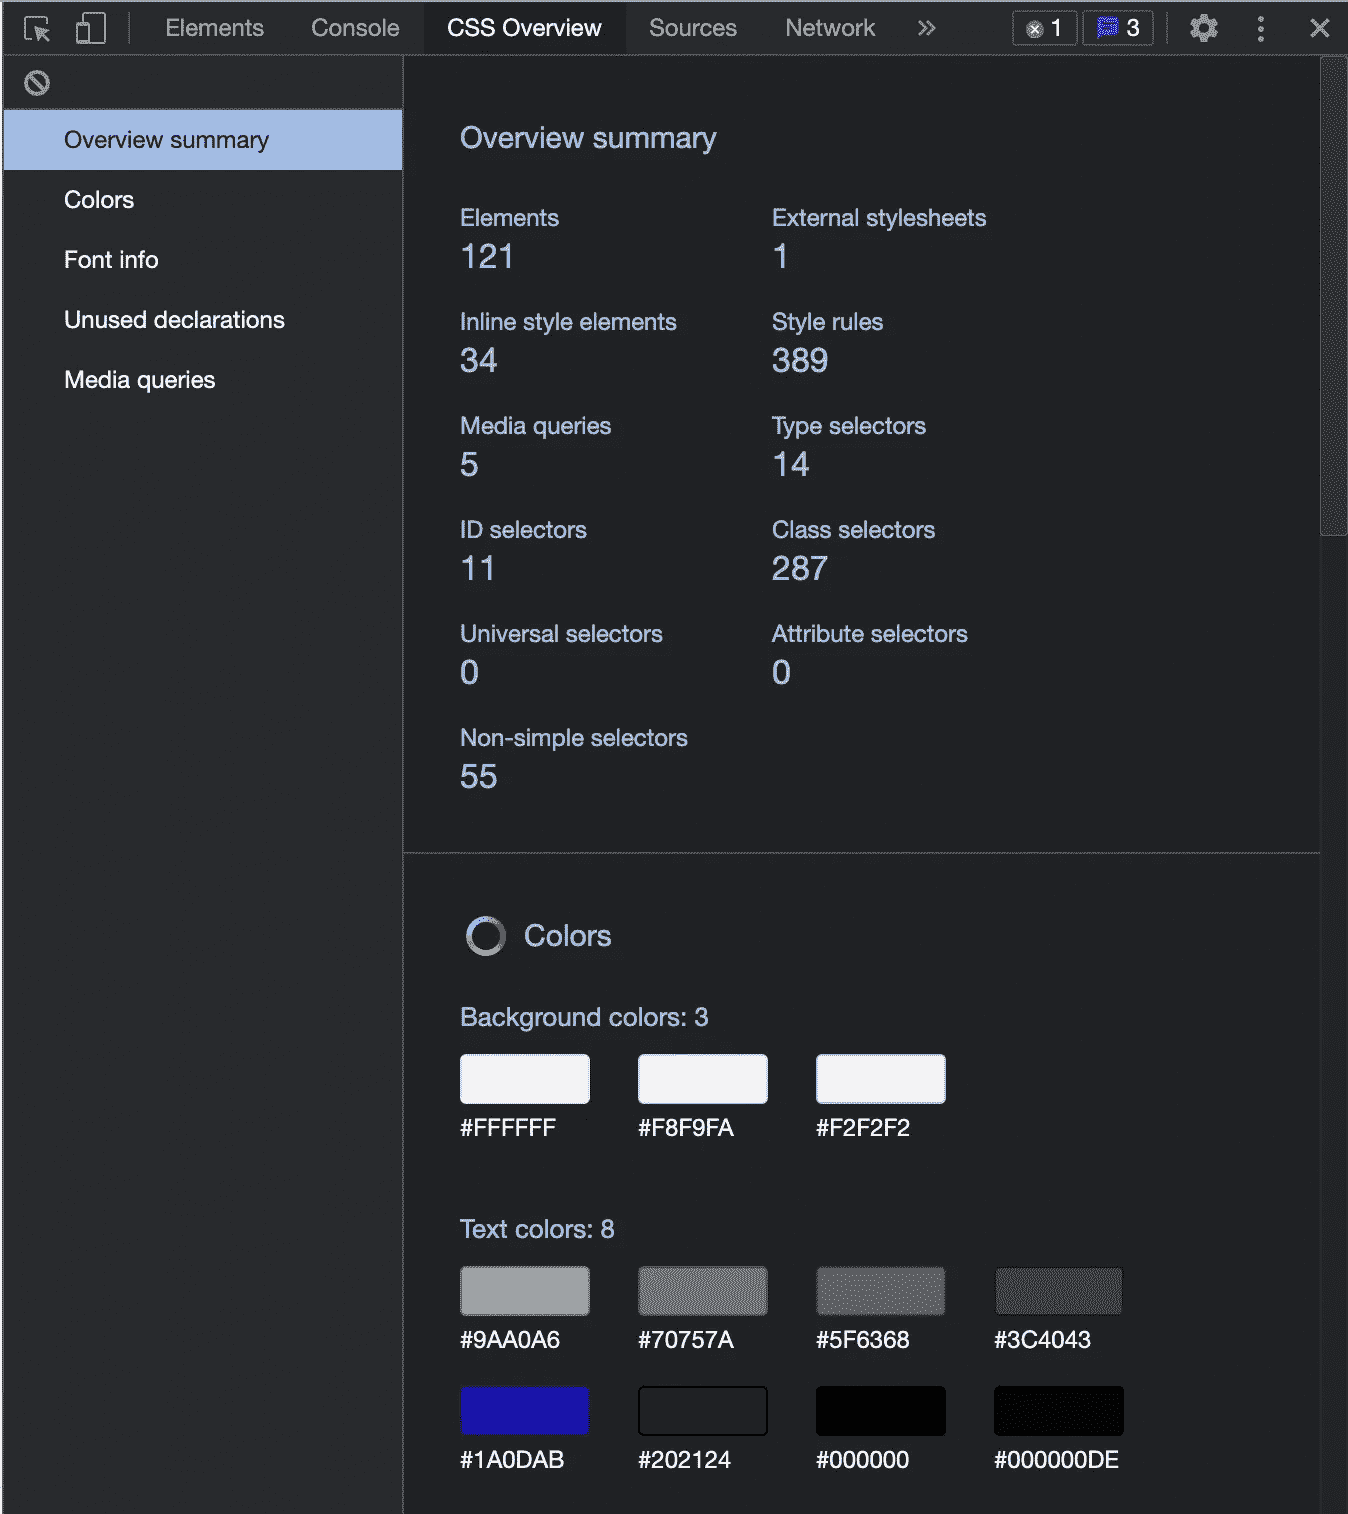 Elements Console CSS Overview Sources Network » 1 3
Overview summary
Colors
Font info
Unused declarations
Media queries
Overview summary
Elements External stylesheets
121 1
Inline style elements Style rules
34 389
Media queries Type selectors
5 14
ID selectors Class selectors
11 287
Universal selectors Attribute selectors
0 0
Non-simple selectors
55
Colors
Background colors: 3
#FFFFFF #F8F9FA #F2F2F2
Text colors: 8
#9AA0A6 #70757A #5F6368 #3C4043
#1A0DAB #202124 #000000 #000000DE